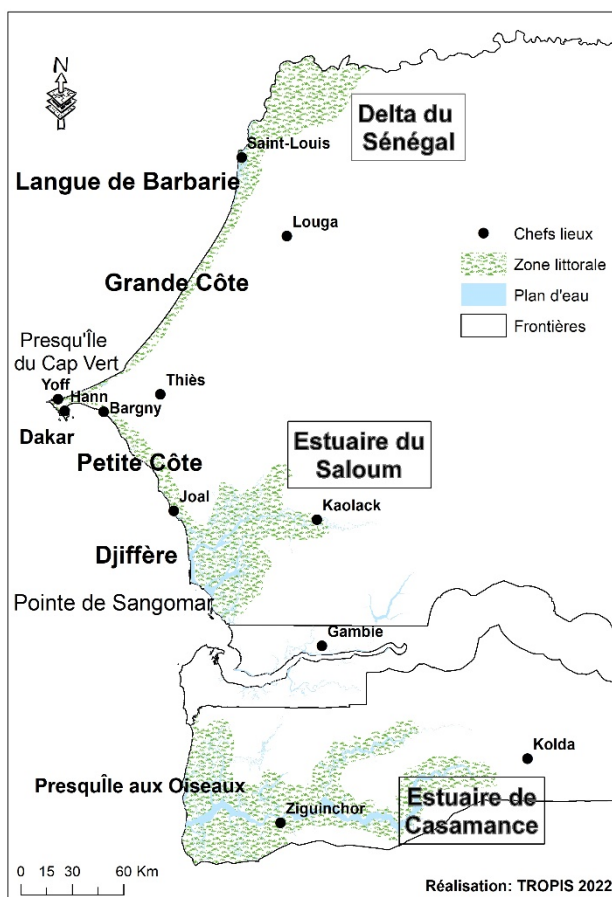 N
Delta du
Sénégal
Saint-Louis
Langue de Barbarie
Louga
Chefs lieux
Zone littorale
Plan d'eau
Frontières
Grande Côte
Presqu'Île
du Cap Vert
Yoff
Hann
Thiès
Bargny
Dakar
Petite Côte
Estuaire du
Saloum
Joal
Kaolack
Djiffère
Pointe de Sangomar
Gambie
Kolda
PresquÎle aux Oiseaux
Estuaire de
Casamance
Ziguinchor
0 15 30 60 Km
Réalisation: TROPIS 2022